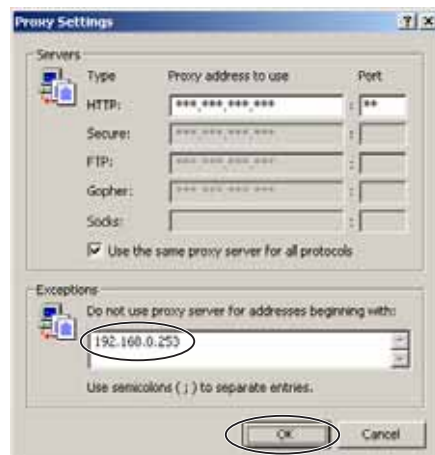 Proxy Settings
Servers
Type Proxy address to use Port
HTTP: ***.***.***.*** : **
Secure: ***.***.***.*** :
FTP: ***.***.***.*** :
Gopher: ***.***.***.*** :
Socks: :
Use the same proxy server for all protocols
Exceptions
Do not use proxy server for addresses beginning with:
192.168.0.253
Use semicolons ( ; ) to separate entries.
OK Cancel